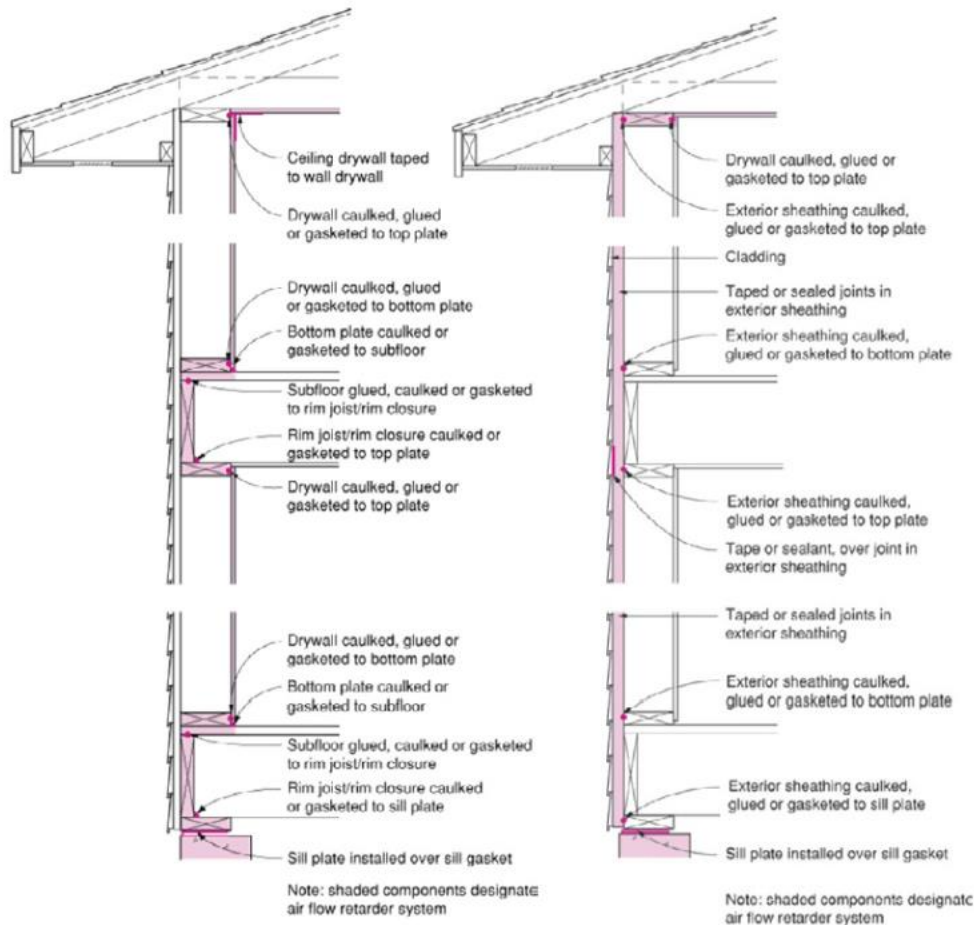 Ceiling drywall taped
to wall drywall
Drywall caulked, glued
or gasketed to top plate
Drywall caulked, glued
or gasketed to bottom plate
Bottom plate caulked or
gasketed to subfloor
Subfloor glued, caulked or gasketed
to rim joist/rim closure
Rim joist/rim closure caulked or
gasketed to top plate
Drywall caulked, glued or
gasketed to top plate
Drywall caulked, glued or
gasketed to bottom plate
Bottom plate caulked or
gasketed to subfloor
Subfloor glued, caulked or gasketed
to rim joist/rim closure
Rim joist/rim closure caulked
or gasketed to sill plate
Sill plate installed over sill gasket
Note: shaded components designate
air flow retarder system
Drywall caulked, glued or
gasketed to top plate
Exterior sheathing caulked,
glued or gasketed to top plate
Cladding
Taped or sealed joints in
exterior sheathing
Exterior sheathing caulked,
glued or gasketed to bottom plate
Exterior sheathing caulked,
glued or gasketed to top plate
Tape or sealant, over joint in
exterior sheathing
Taped or sealed joints in
exterior sheathing
Exterior sheathing caulked,
glued or gasketed to bottom plate
Exterior sheathing caulked,
glued or gasketed to sill plate
Sill plate installed over sill gasket
Note: shaded components designate
air flow retarder system